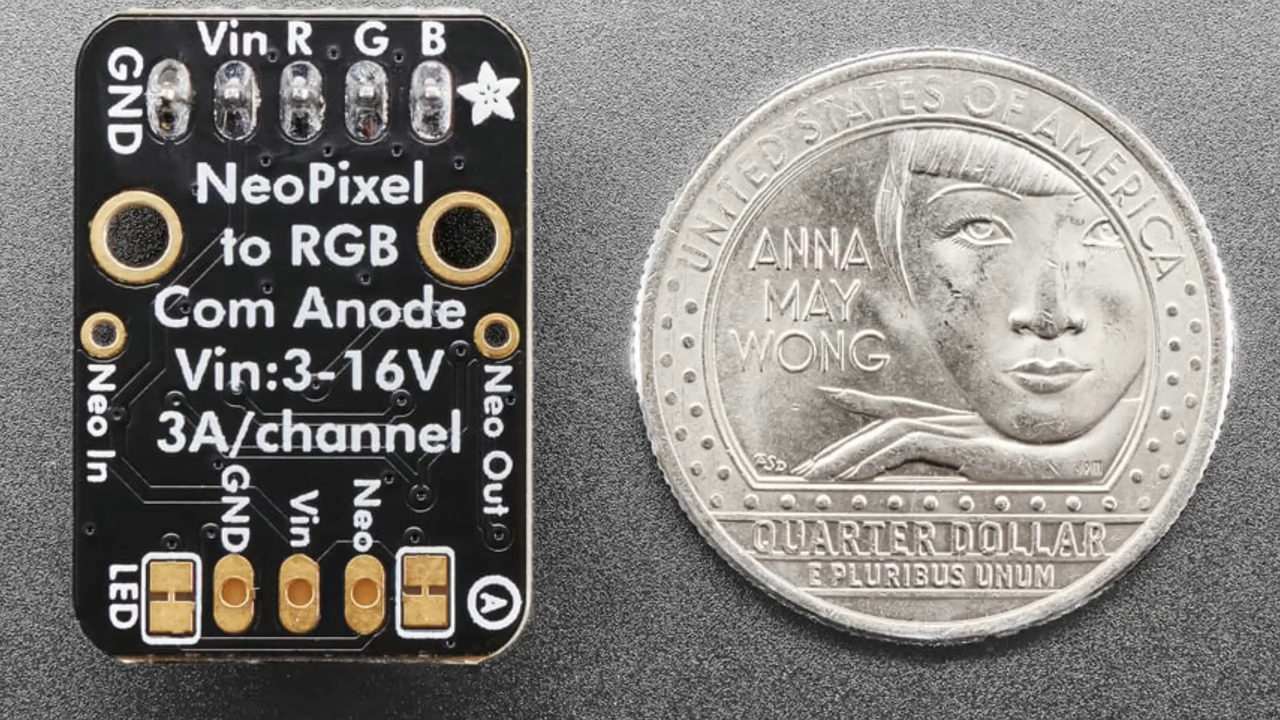 Vin R G B
GND
NeoPixel
to RGB
Com Anode
Vin:3-16V
3A/channel
Neo In
Neo Out
GND
Vin
Neo
LED
A
UNITED STATES OF AMERICA
ANNA
MAY
WONG
QUARTER DOLLAR
E PLURIBUS UNUM